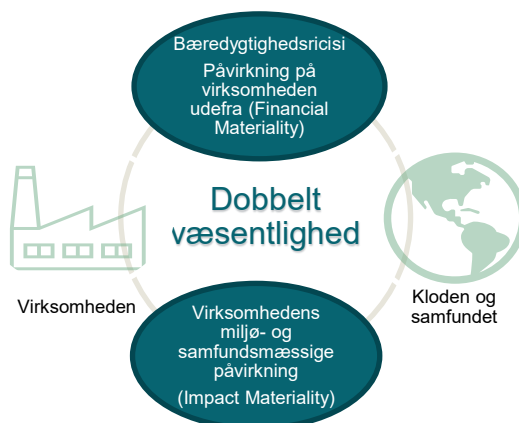 Bæredygtighedsricisi
Påvirkning på
virksomheden
udefra (Financial
Materiality)
Dobbelt
væsentlighed
Virksomheden
Kloden og
samfundet
Virksomhedens
miljø- og
samfundsmæssige
påvirkning
(Impact Materiality)